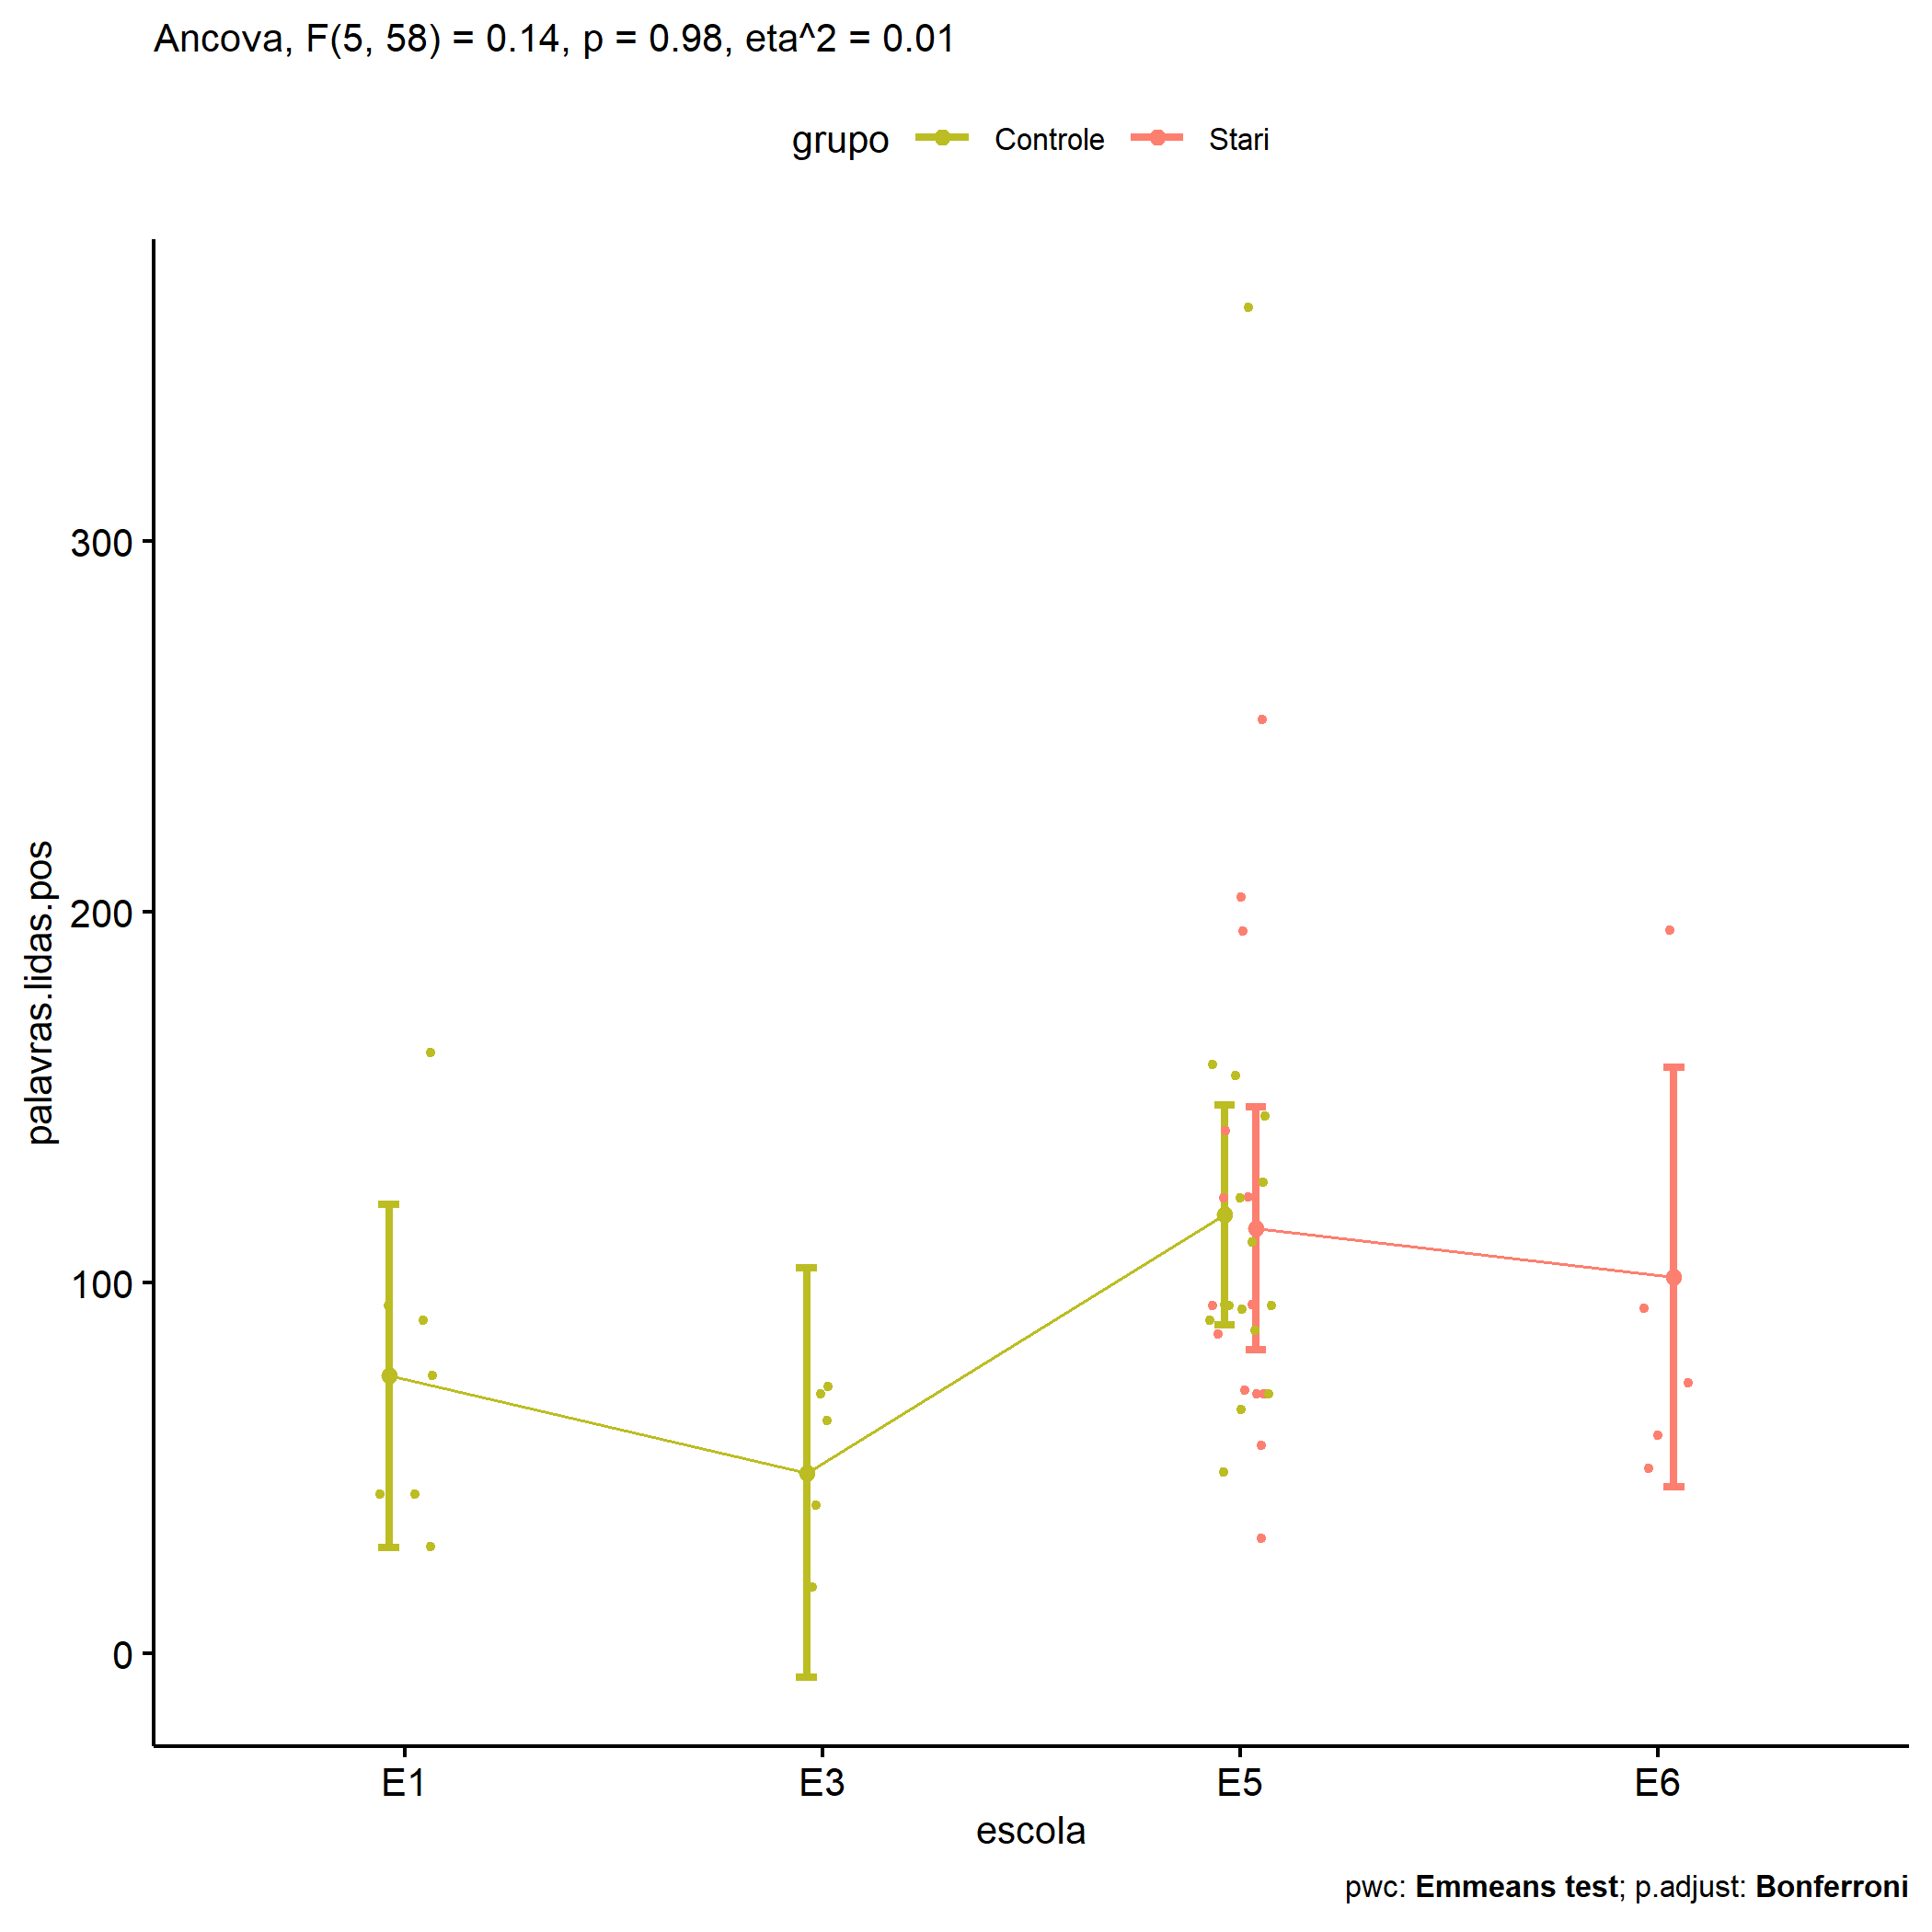 Ancova, F(5, 58) = 0.14, p = 0.98, eta^2 = 0.01
grupo Controle Stari
palavras.lidas.pos
300
200
100
0
E1 E3 E5 E6
escola
pwc: Emmeans test; p.adjust: Bonferroni